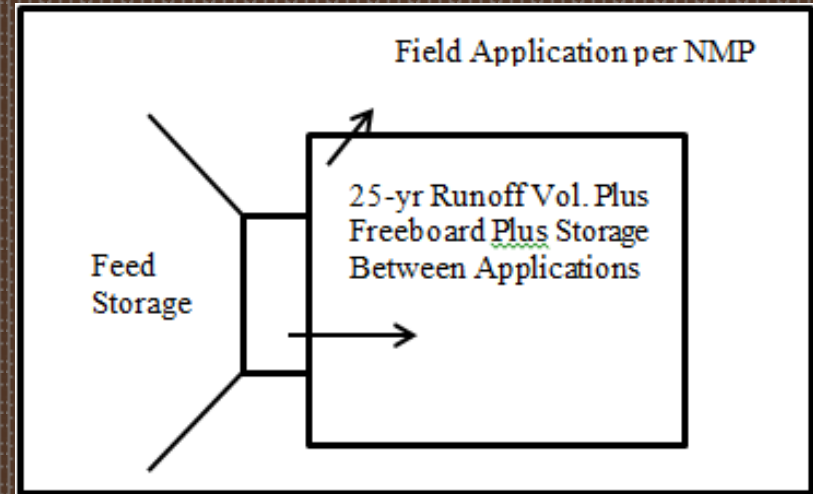 Field Application per NMP
25-yr Runoff Vol. Plus
Freeboard Plus Storage
Between Applications
Feed
Storage